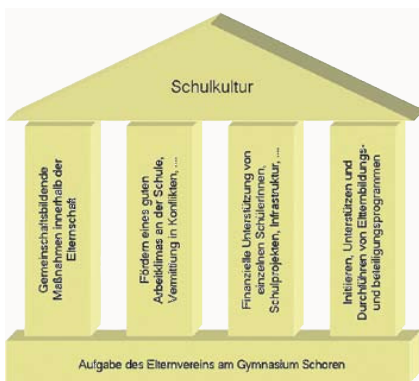 Schulkultur
Gemeinschaftsbildende
Maßnahmen innerhalb der
Elternschaft
Fördern eines guten
Arbeitklimas an der Schule,
Vermittlung in Konflikten, ...
Finanzielle Unterstützung von
einzelnen SchülerInnen,
Schulprojekten, Infrastruktur, ...
Initiieren, Unterstützen und
Durchführen von Elternbildungs-
und beteiligungsprogrammen
Aufgabe des Elternvereins am Gymnasium Schoren